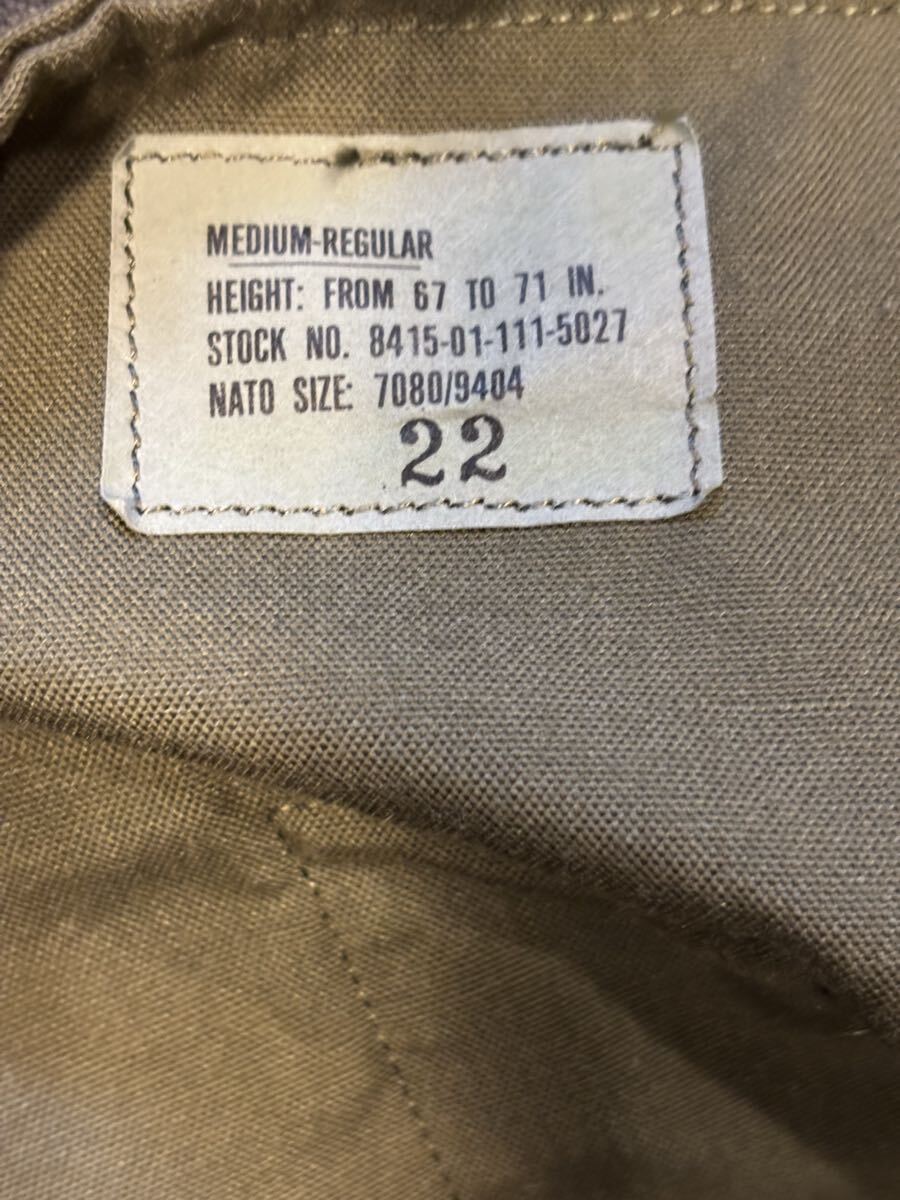 MEDIUM-REGULAR
HEIGHT: FROM 67 TO 71 IN.
STOCK NO. 8415-01-111-5027
NATO SIZE: 7080/9404
22